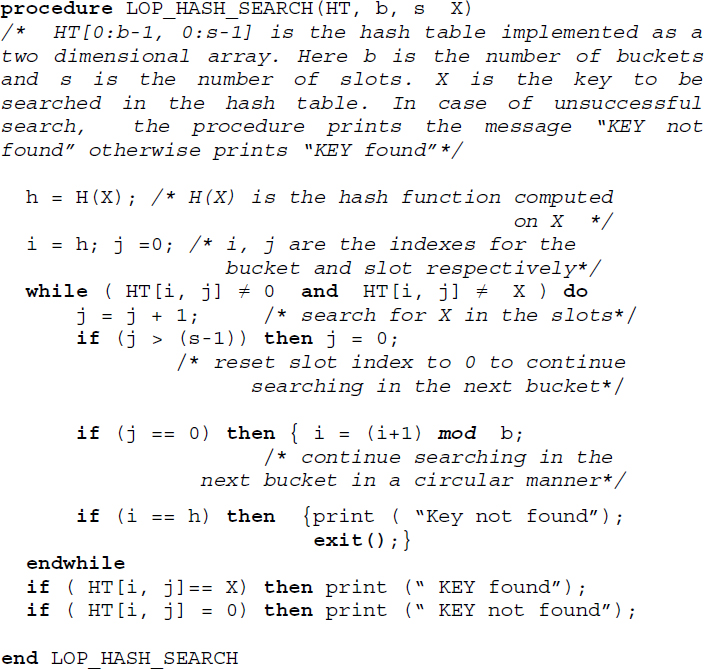 procedure LOP_HASH_SEARCH(HT, b, s X)
/* HT[0:b-1, 0:s-1] is the hash table implemented as a
two dimensional array. Here b is the number of buckets
and s is the number of slots. X is the key to be
searched in the hash table. In case of unsuccessful
search, the procedure prints the message “KEY not
found” otherwise prints “KEY found”*/
h = H(X); /* H(X) is the hash function computed
on X */
i = h; j =0; /* i, j are the indexes for the
bucket and slot respectively*/
while ( HT[i, j] ≠ 0 and HT[i, j] ≠ X ) do
j = j + 1; /* search for X in the slots*/
if (j > (s-1)) then j = 0;
/* reset slot index to 0 to continue
searching in the next bucket*/
if (j == 0) then { i = (i+1) mod b;
/* continue searching in the
next bucket in a circular manner*/
if (i == h) then {print ( “Key not found”);
exit();}
endwhile
if ( HT[i, j]== X) then print (“ KEY found”);
if ( HT[i, j] = 0) then print (“ KEY not found”);
end LOP_HASH_SEARCH